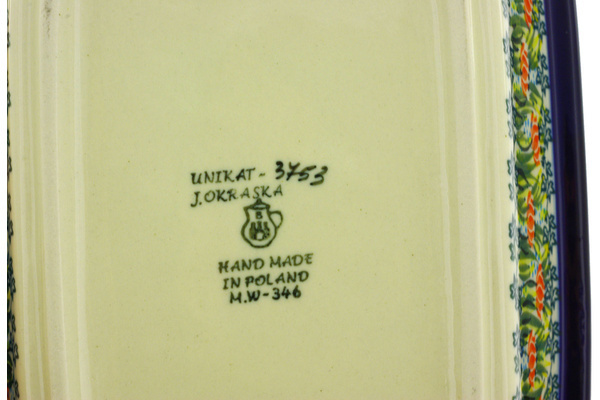 UNIKAT - 3753
J.OKRASKA
B
HAND MADE
IN POLAND
M.W-346